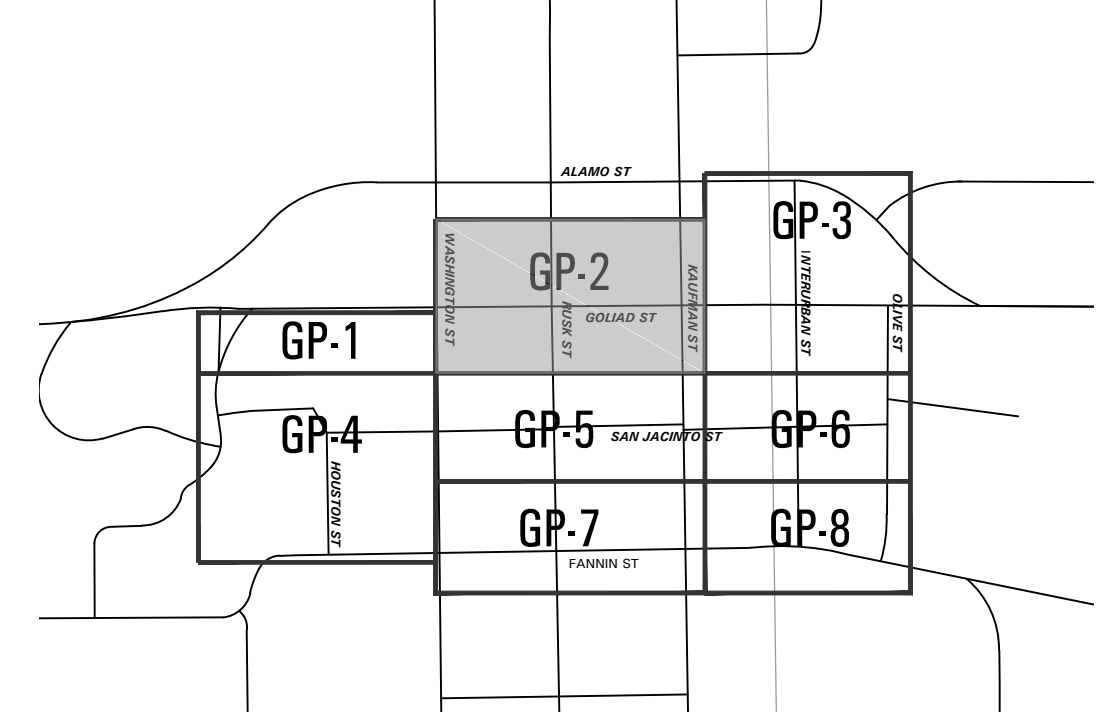 ALAMO ST
GP-3
WASHINGTON ST
GP-2
KAUFMAN ST
INTERURBAN ST
OLIVE ST
RUSK ST
GOLIAD ST
GP-1
GP-4
GP-5
SAN JACINTO ST
GP-6
HOUSTON ST
GP-7
GP-8
FANNIN ST